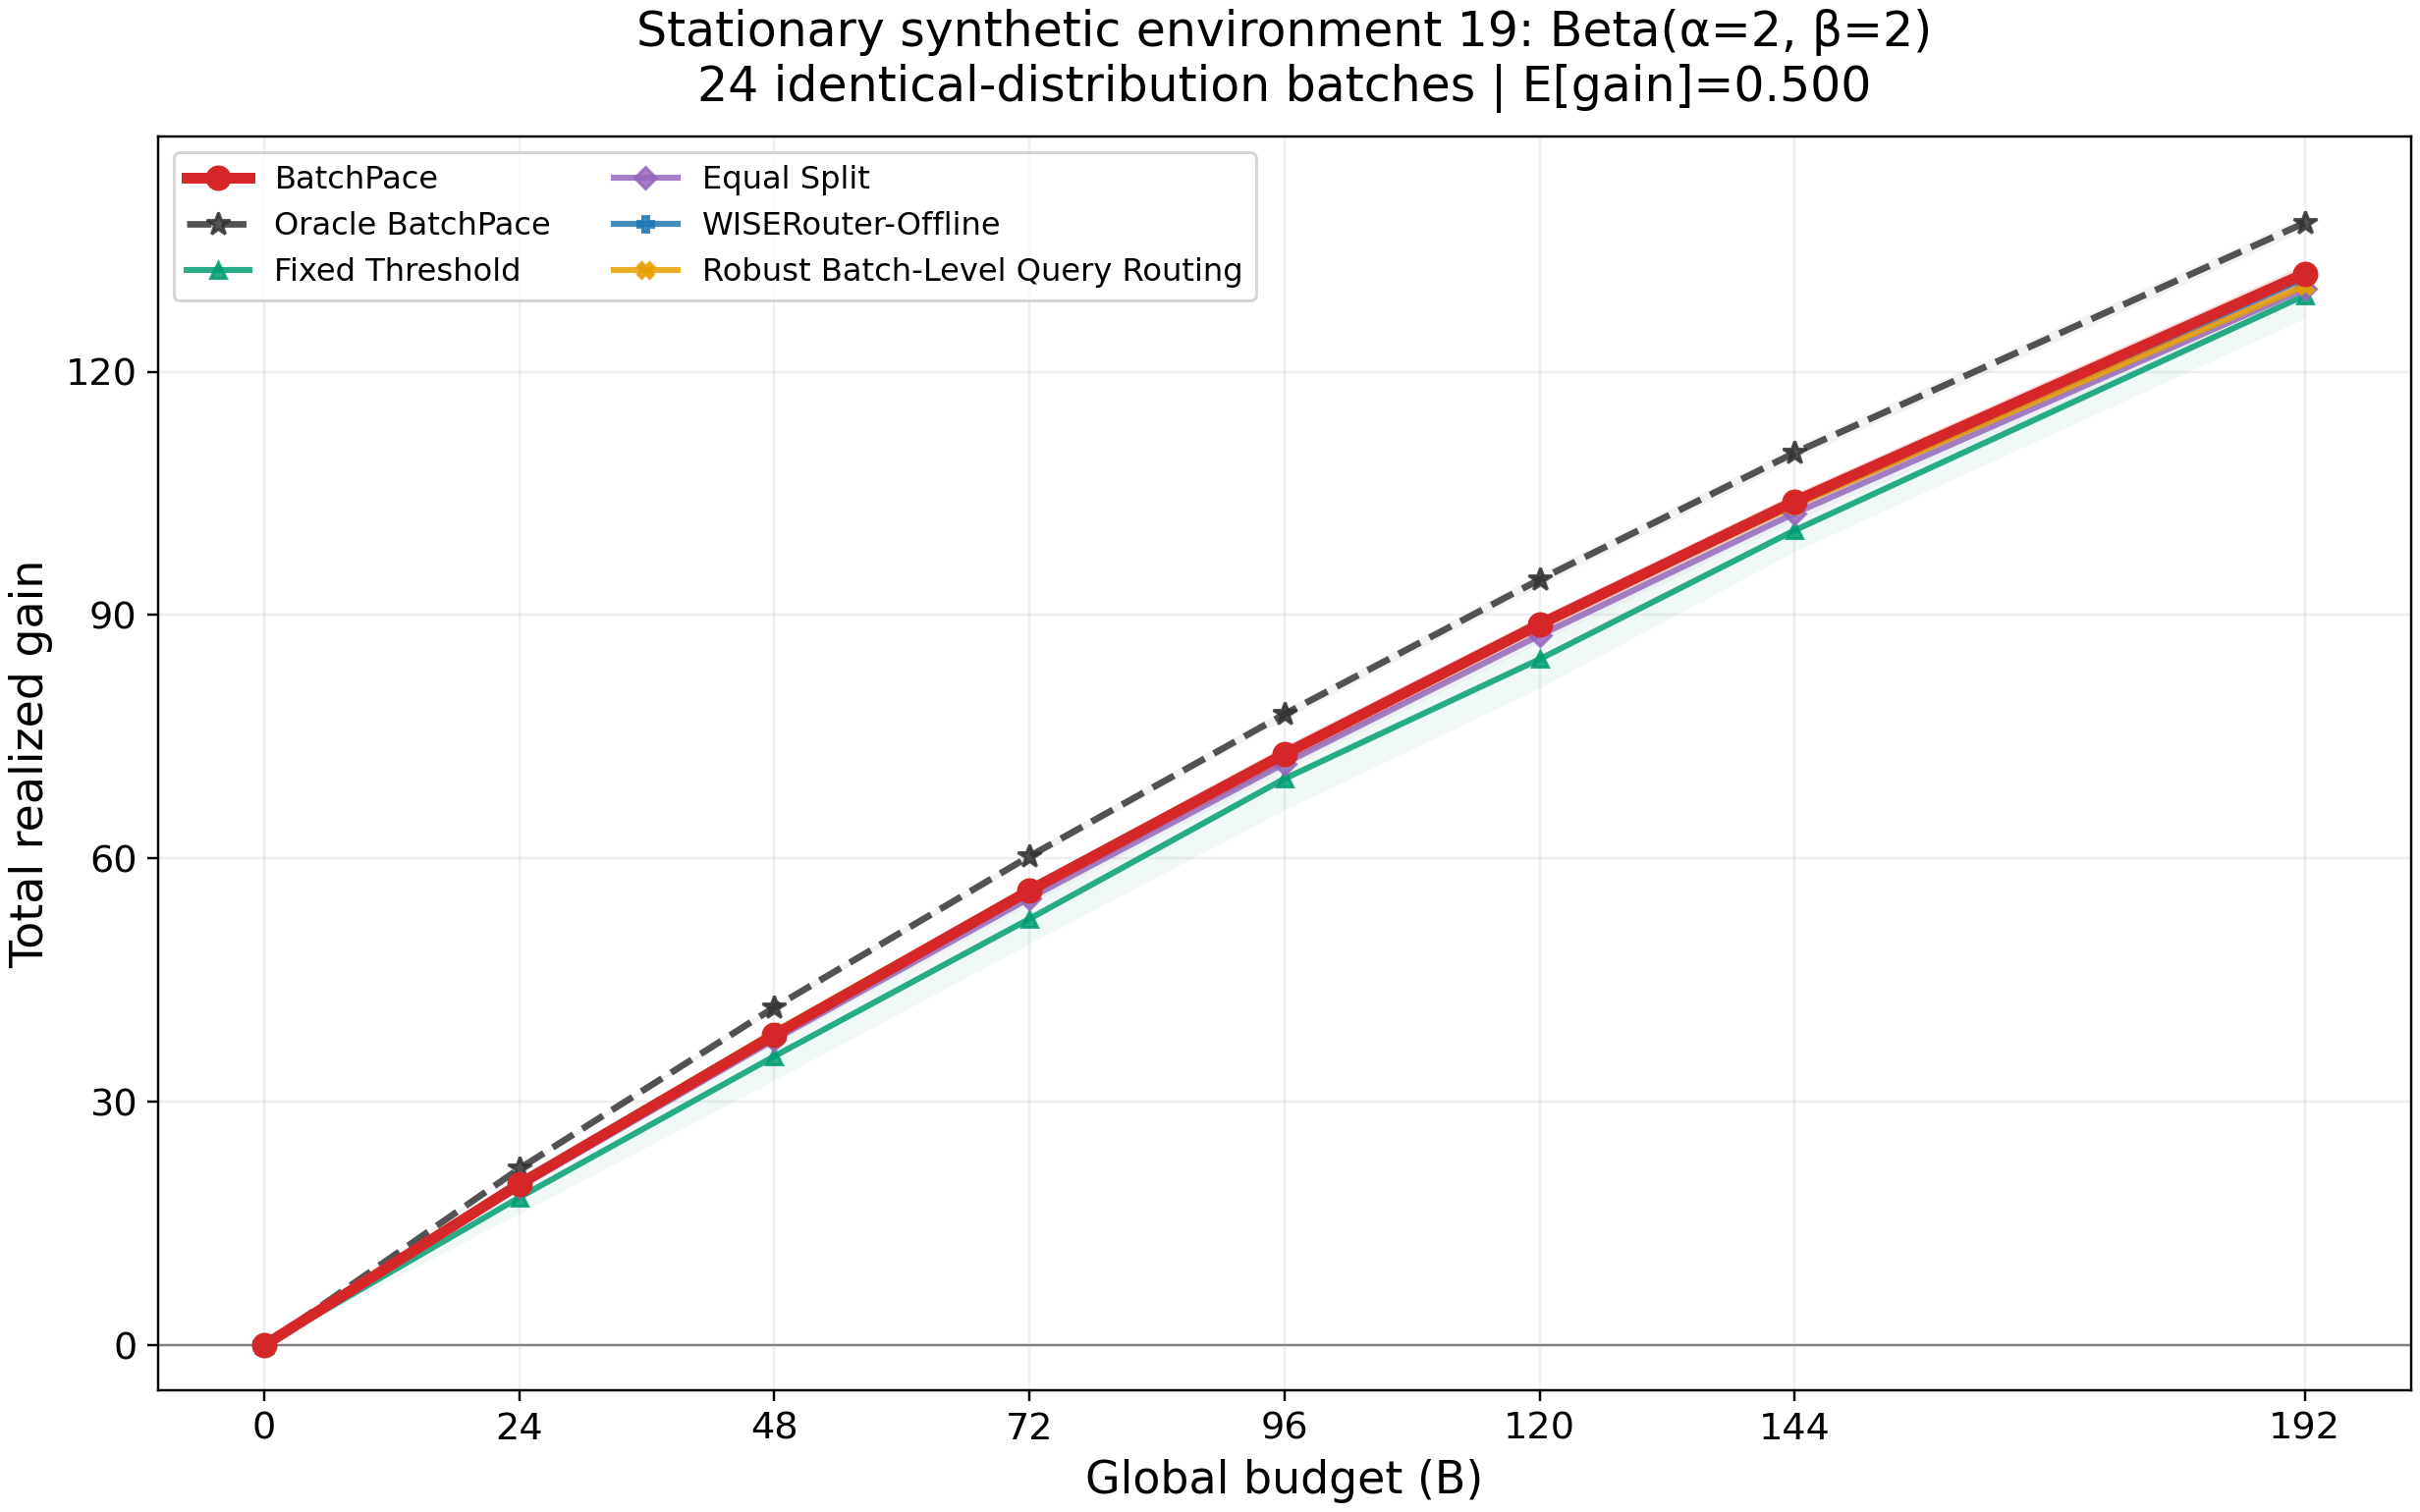 Stationary synthetic environment 19: Beta(α=2, β=2)
24 identical-distribution batches | E[gain]=0.500
BatchPace
Oracle BatchPace
Fixed Threshold
Equal Split
WISERouter-Offline
Robust Batch-Level Query Routing
Total realized gain
120
90
60
30
0
0 24 48 72 96 120 144 192
Global budget (B)